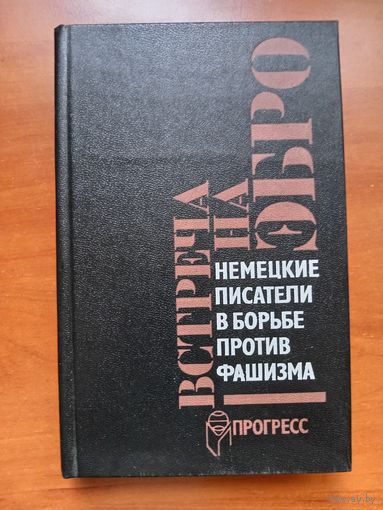 ВСТРЕЧА
НА
ЭБРО
НЕМЕЦКИЕ
ПИСАТЕЛИ
В БОРЬБЕ
ПРОТИВ
ФАШИЗМА
ПРОГРЕСС